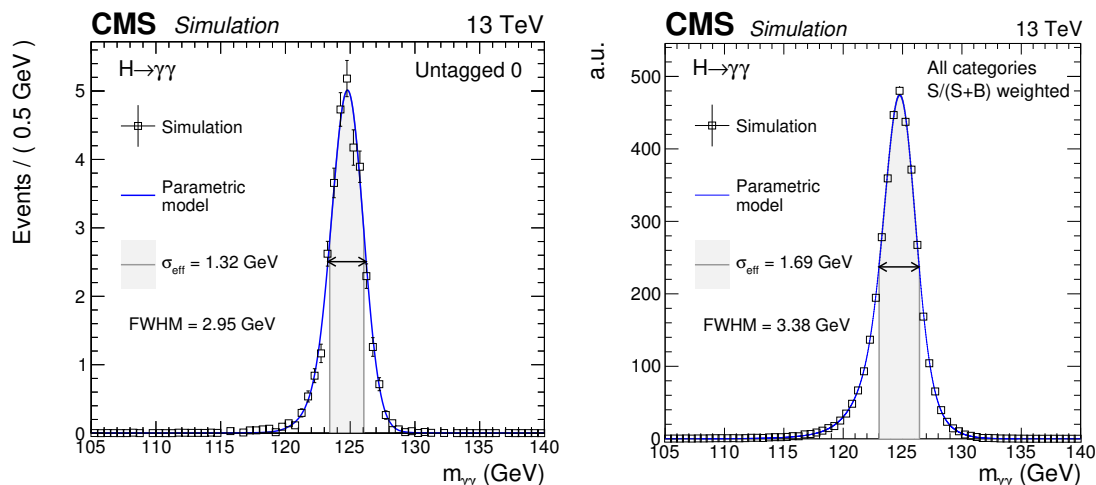 CMS Simulation 13 TeV
Events / ( 0.5 GeV )
H→γγ
Untagged 0
Simulation
Parametric
model
σeff = 1.32 GeV
FWHM = 2.95 GeV
5
4
3
2
1
0
105 110 115 120 125 130 135 140
mγγ (GeV)
CMS Simulation 13 TeV
a.u.
H→γγ
All categories
S/(S+B) weighted
Simulation
Parametric
model
σeff = 1.69 GeV
FWHM = 3.38 GeV
500
400
300
200
100
0
105 110 115 120 125 130 135 140
mγγ (GeV)